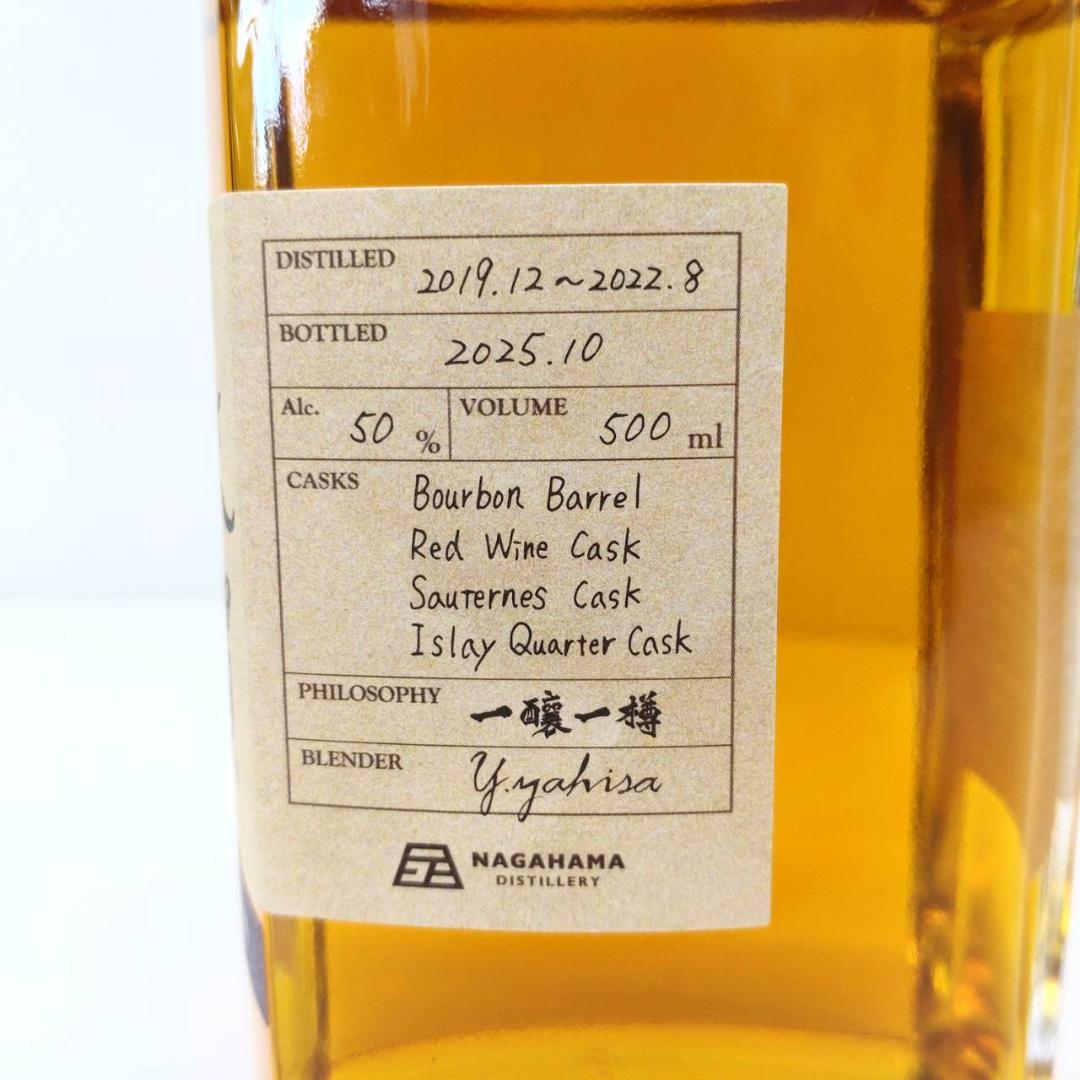 DISTILLED 2019.12~2022.8
BOTTLED 2025.10
Alc. 50 % VOLUME 500 ml
CASKS Bourbon Barrel
Red Wine Cask
Sauternes Cask
Islay Quarter Cask
PHILOSOPHY 一醸一樽
BLENDER Y.yahisa
NAGAHAMA
DISTILLERY